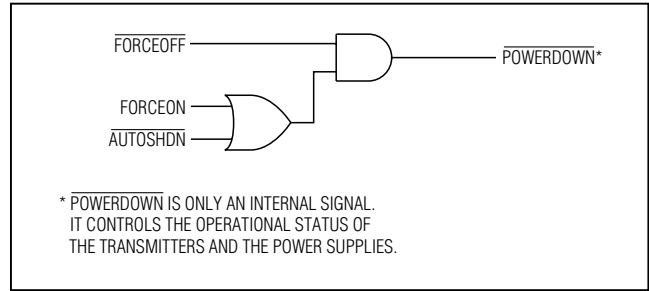 FORCEOFF
POWERDOWN*
FORCEON
AUTOSHDN
* POWERDOWN IS ONLY AN INTERNAL SIGNAL.
IT CONTROLS THE OPERATIONAL STATUS OF
THE TRANSMITTERS AND THE POWER SUPPLIES.